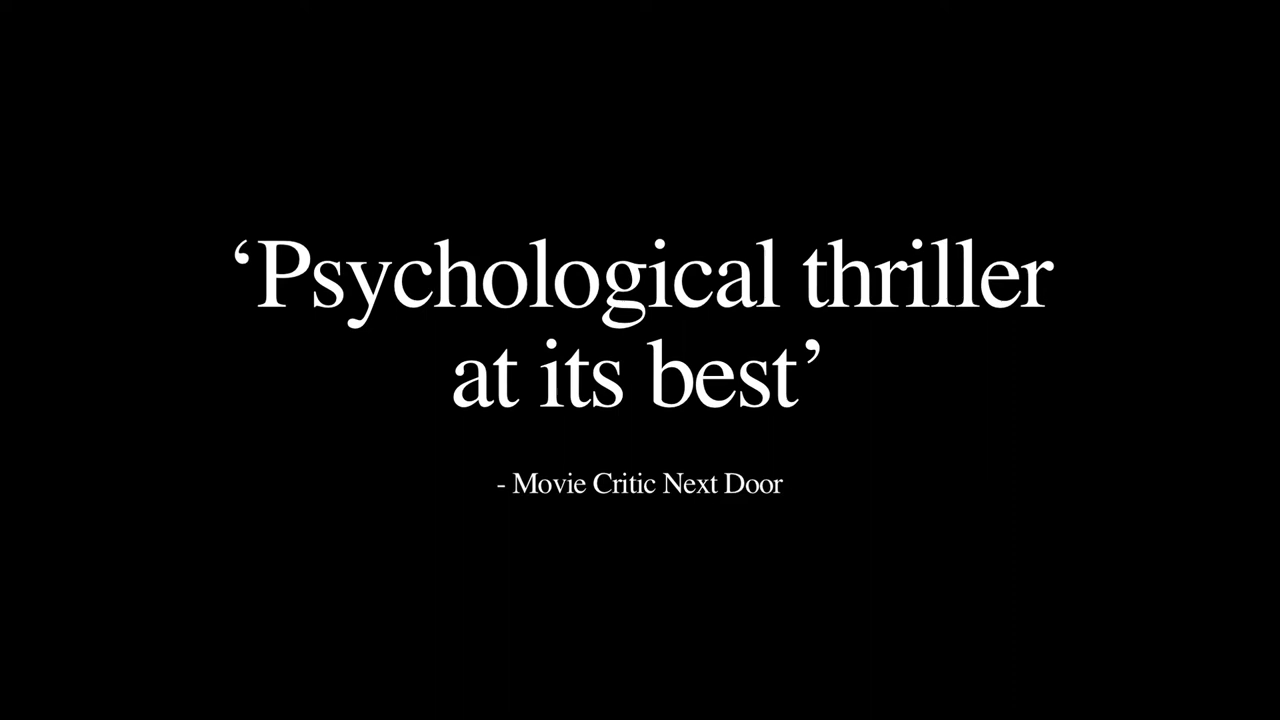 ‘Psychological thriller
at its best’
- Movie Critic Next Door